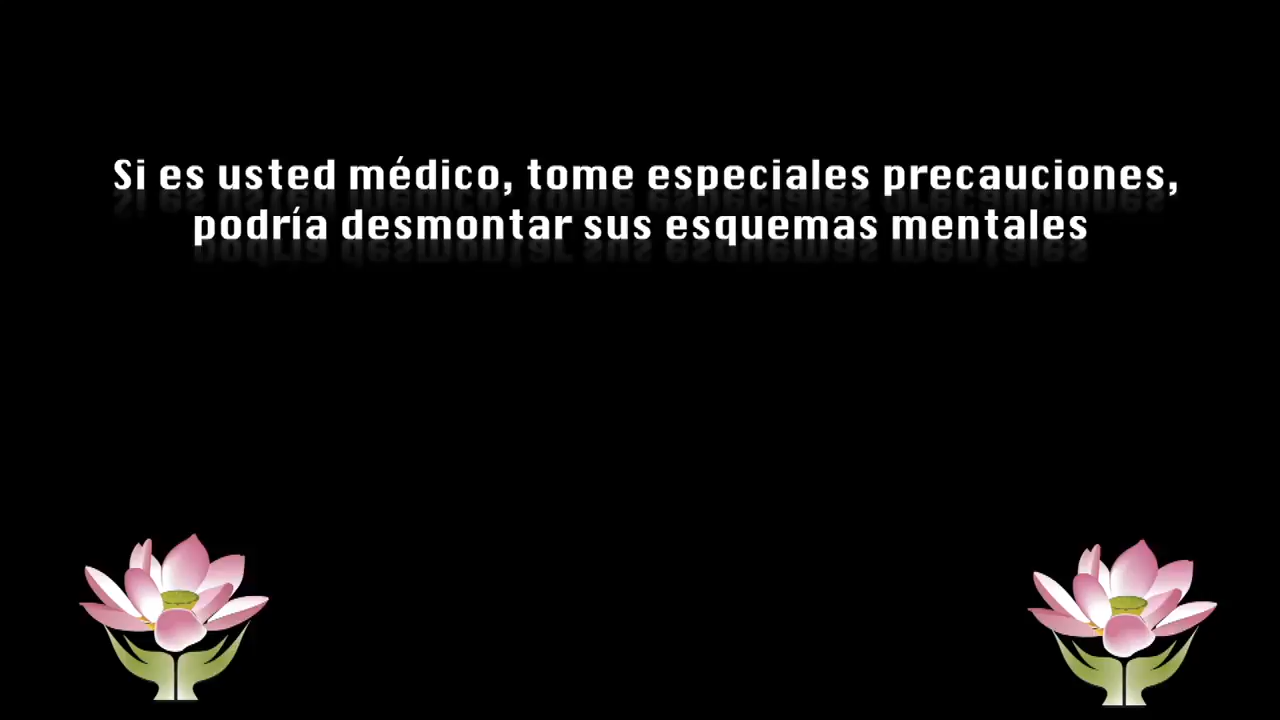 Si es usted médico, tome especiales precauciones,
podría desmontar sus esquemas mentales